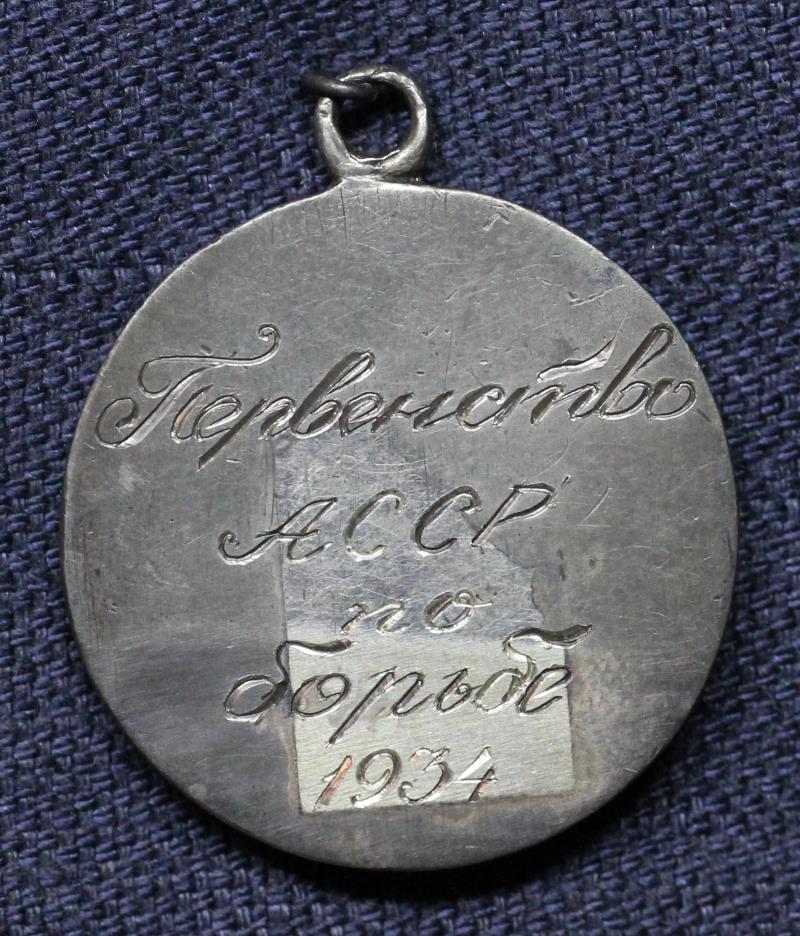 Первенство
АССР
по
борьбе
1934